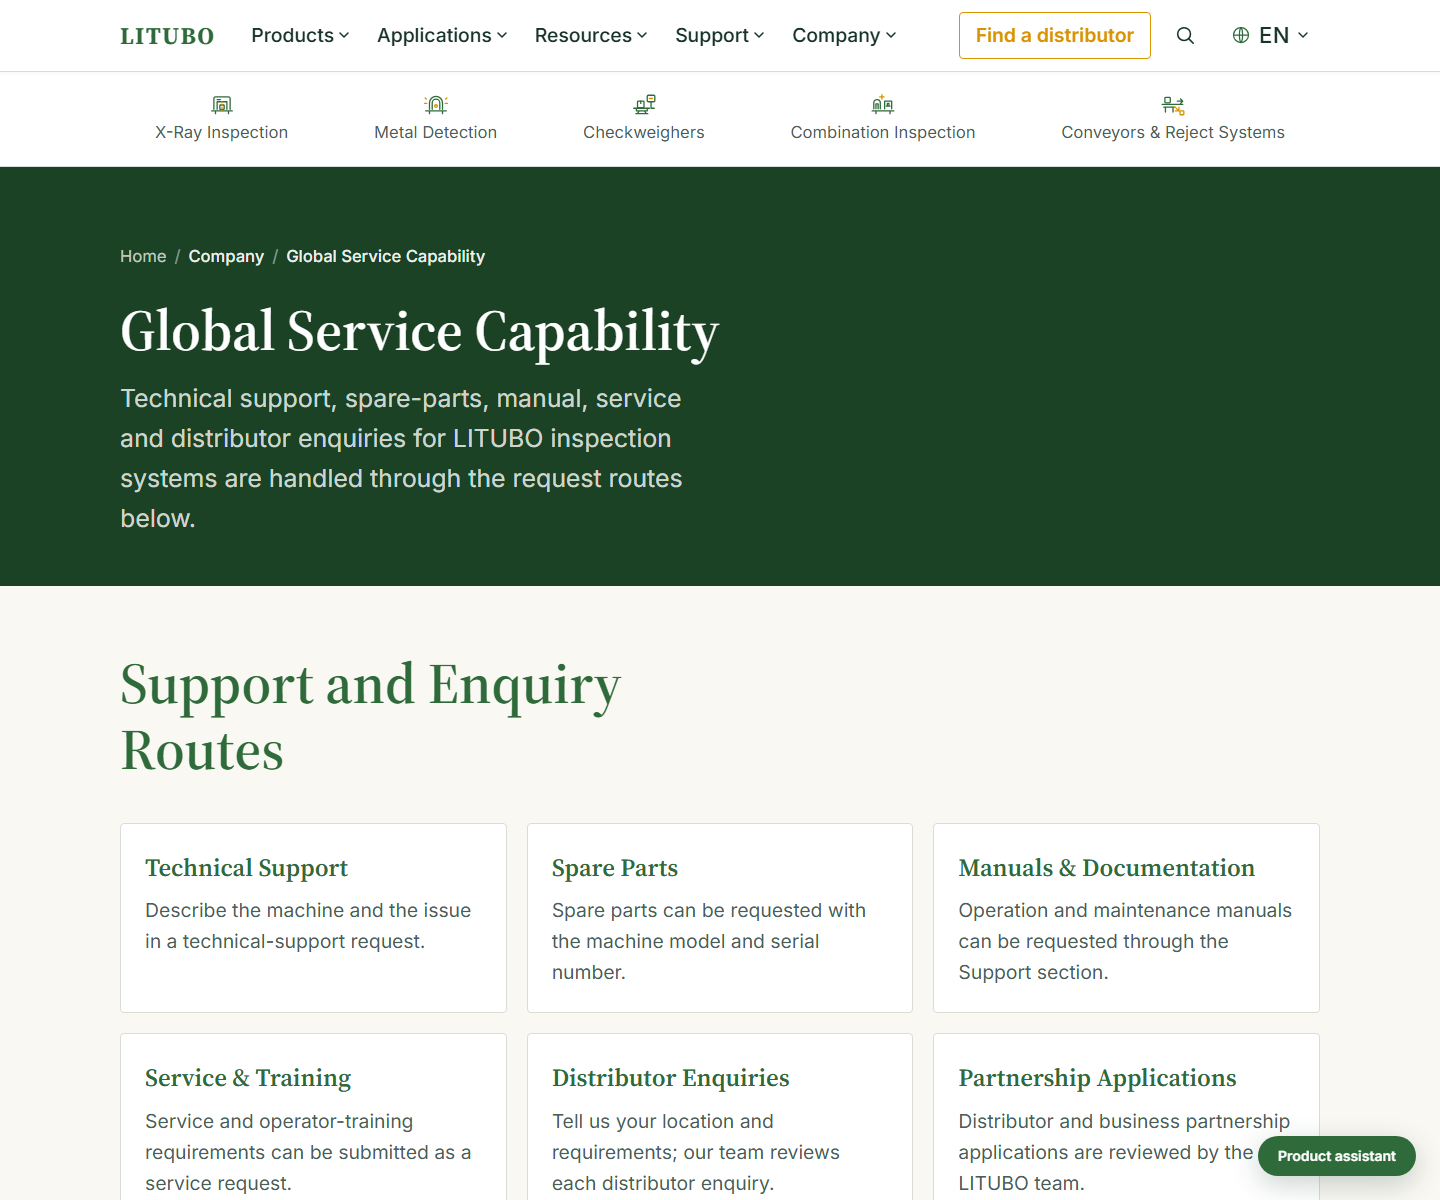 LITUBO Products Applications Resources Support Company Find a distributor EN
X-Ray Inspection Metal Detection Checkweighers Combination Inspection Conveyors & Reject Systems
Home / Company / Global Service Capability
Global Service Capability
Technical support, spare-parts, manual, service
and distributor enquiries for LITUBO inspection
systems are handled through the request routes
below.
Support and Enquiry
Routes
Technical Support
Describe the machine and the issue
in a technical-support request.
Spare Parts
Spare parts can be requested with
the machine model and serial
number.
Manuals & Documentation
Operation and maintenance manuals
can be requested through the
Support section.
Service & Training
Service and operator-training
requirements can be submitted as a
service request.
Distributor Enquiries
Tell us your location and
requirements; our team reviews
each distributor enquiry.
Partnership Applications
Distributor and business partnership
applications are reviewed by the
LITUBO team.
Product assistant